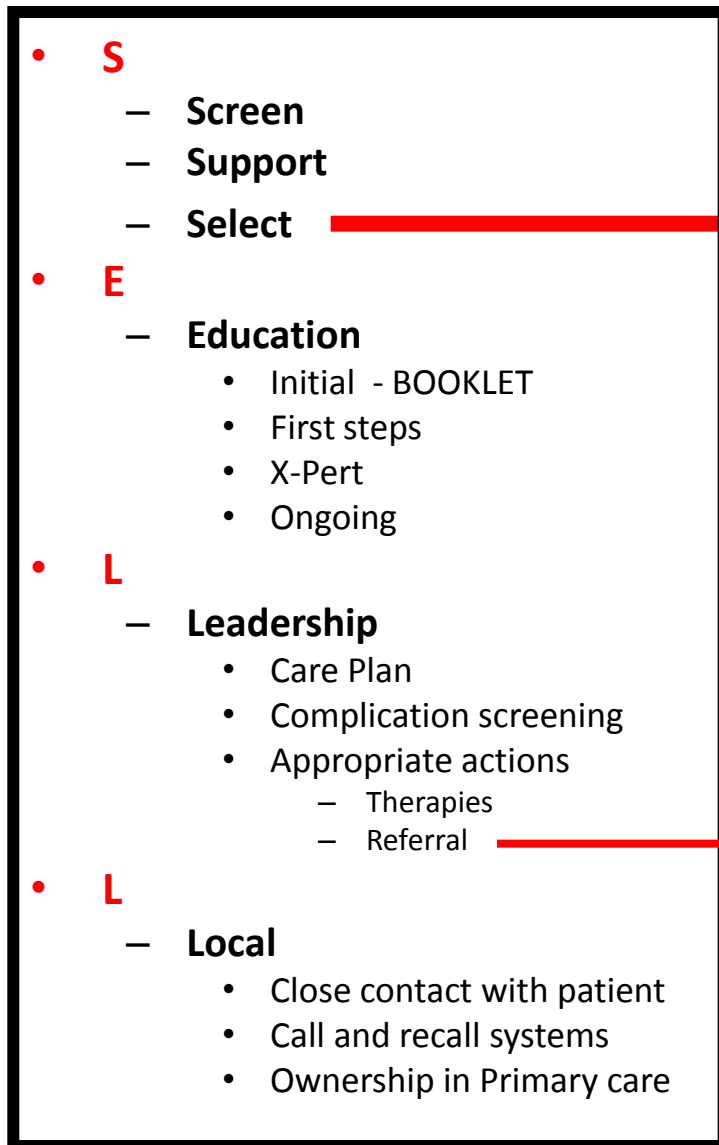 • S
– Screen
– Support
– Select
• E
– Education
• Initial - BOOKLET
• First steps
• X-Pert
• Ongoing
• L
– Leadership
• Care Plan
• Complication screening
• Appropriate actions
– Therapies
– Referral
• L
– Local
• Close contact with patient
• Call and recall systems
• Ownership in Primary care